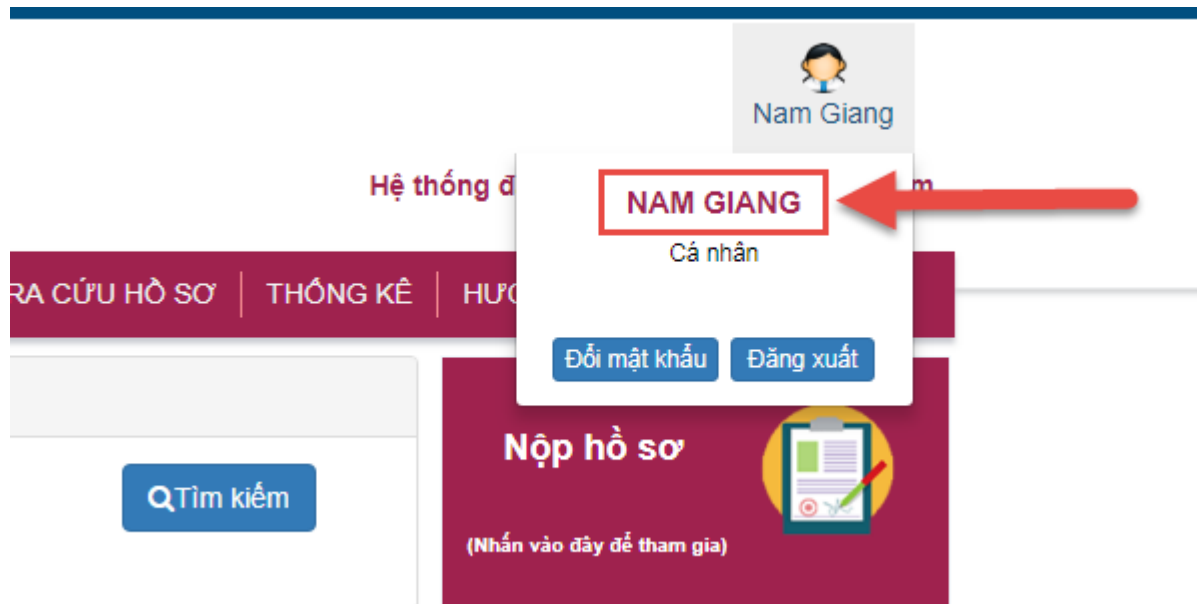 Nam Giang
Hệ thống đ
m
NAM GIANG
Cá nhân
RA CỨU HỒ SƠ
THỐNG KÊ
HƯỚ
Đổi mật khẩu
Đăng xuất
Nộp hồ sơ
Tìm kiếm
(Nhấn vào đây để tham gia)